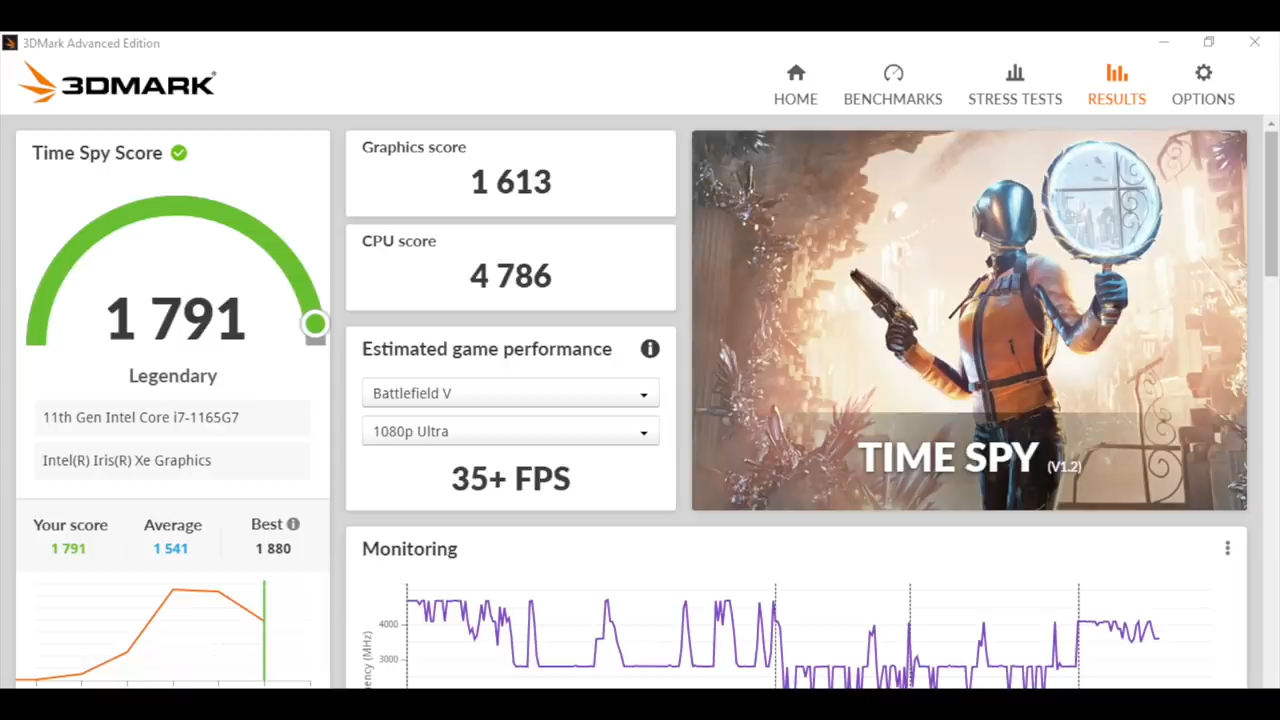 3DMark Advanced Edition
3DMARK
HOME
BENCHMARKS
STRESS TESTS
RESULTS
OPTIONS
Time Spy Score
1 791
Legendary
11th Gen Intel Core i7-1165G7
Intel(R) Iris(R) Xe Graphics
Your score
Average
Best
1 791
1 541
1 880
Graphics score
1 613
CPU score
4 786
Estimated game performance
Battlefield V
1080p Ultra
35+ FPS
TIME SPY (V1.2)
Monitoring
4000
3000
(MHz)